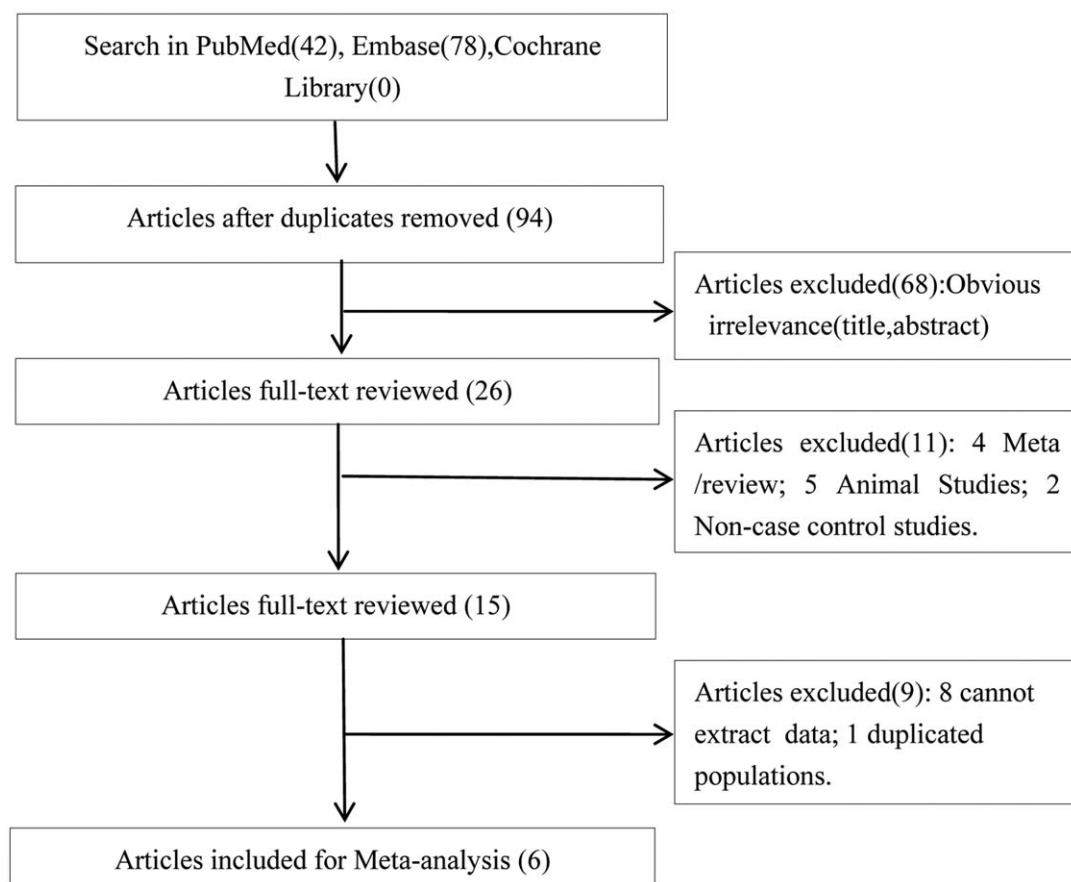 Search in PubMed(42), Embase(78),Cochrane
Library(0)
Articles after duplicates removed (94)
Articles excluded(68):Obvious
irrelevance(title,abstract)
Articles full-text reviewed (26)
Articles excluded(11): 4 Meta
/review; 5 Animal Studies; 2
Non-case control studies.
Articles full-text reviewed (15)
Articles excluded(9): 8 cannot
extract data; 1 duplicated
populations.
Articles included for Meta-analysis (6)